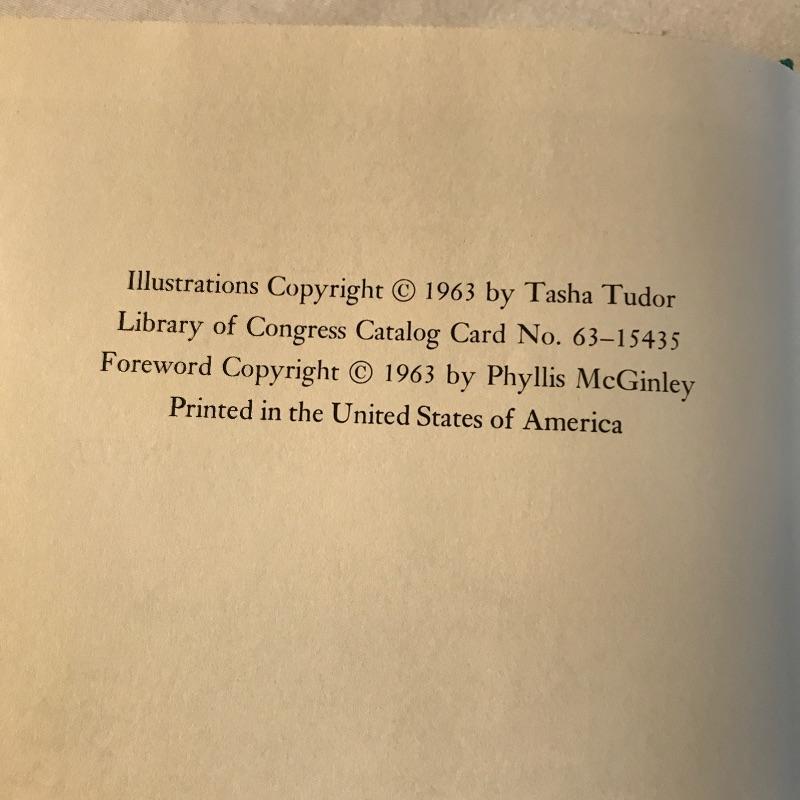 Illustrations Copyright © 1963 by Tasha Tudor
Library of Congress Catalog Card No. 63–15435
Foreword Copyright © 1963 by Phyllis McGinley
Printed in the United States of America